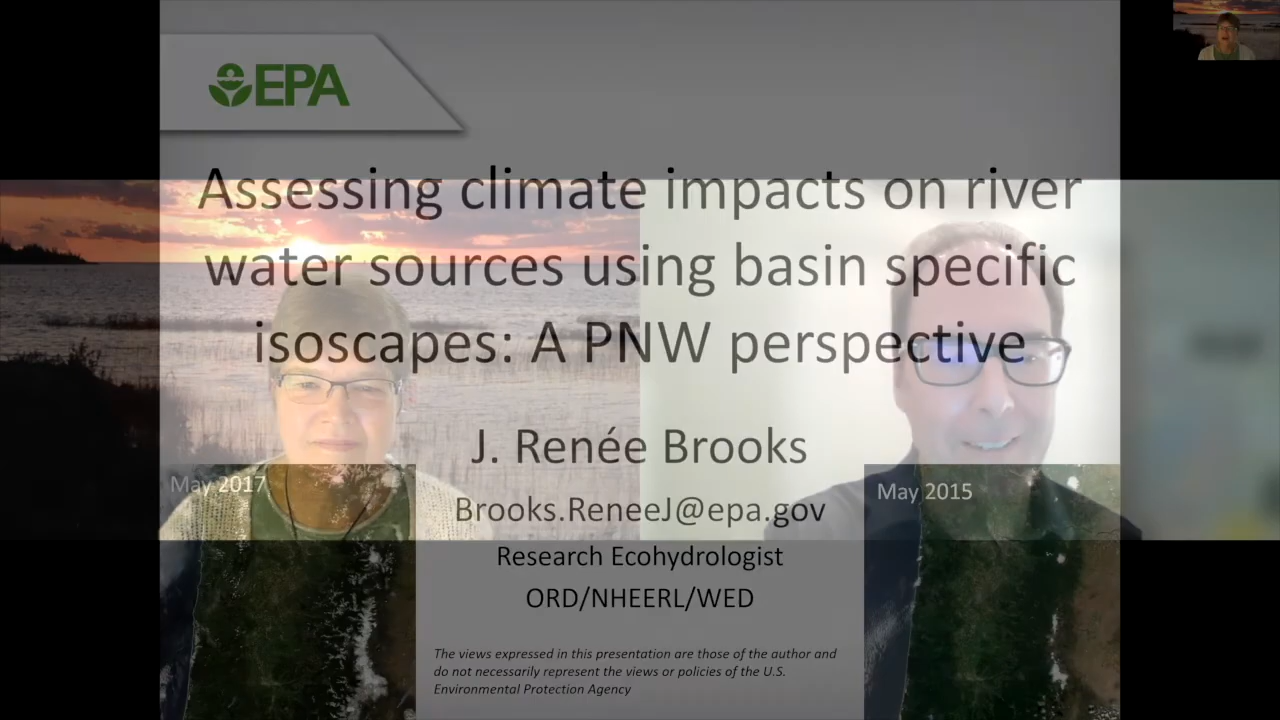 EPA
Assessing climate impacts on river
water sources using basin specific
isoscapes: A PNW perspective
J. Renée Brooks
May 2017
May 2015
Brooks.ReneeJ@epa.gov
Research Ecohydrologist
ORD/NHEERL/WED
The views expressed in this presentation are those of the author and
do not necessarily represent the views or policies of the U.S.
Environmental Protection Agency